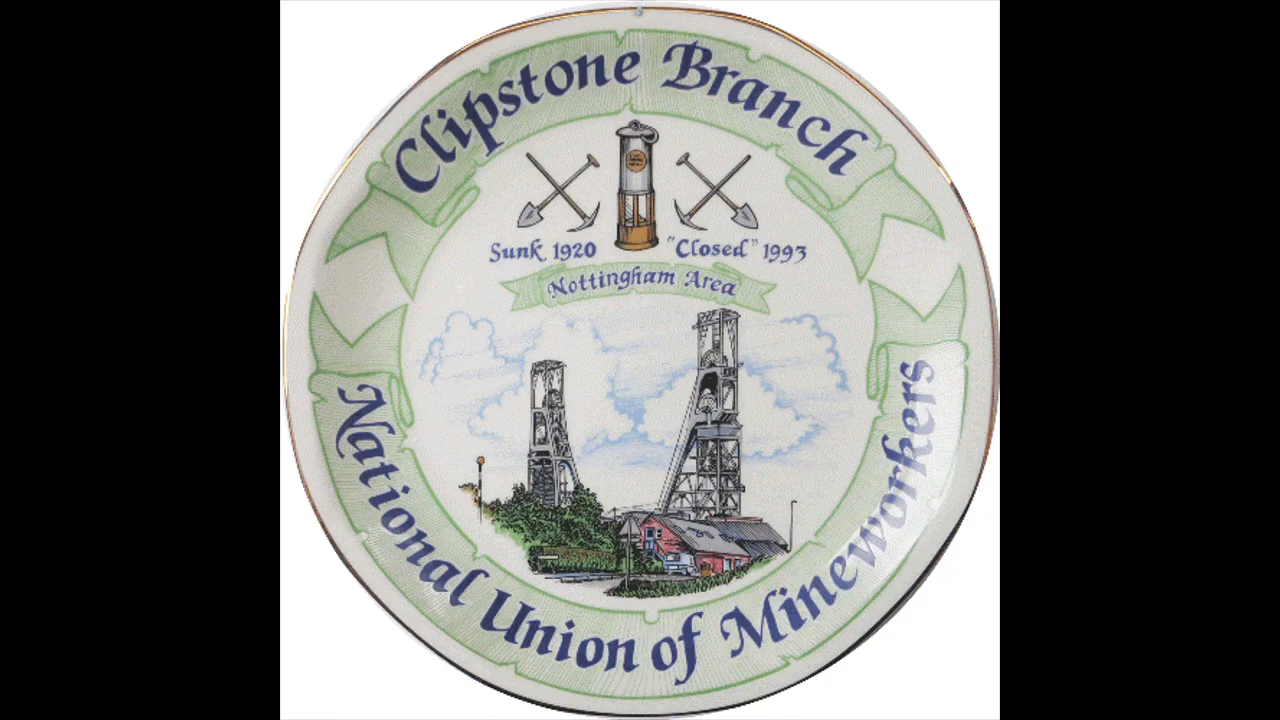 Clipstone Branch
Sunk 1920 "Closed" 1993
Nottingham Area
National Union of Mineworkers